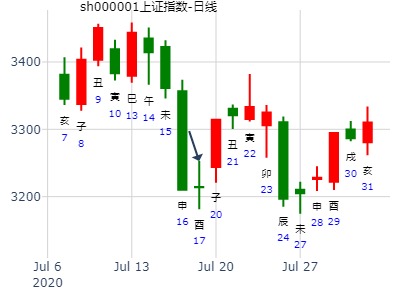 sh000001上证指数-日线
3400
3300
3200
亥
7
子
8
丑
9
寅
10
巳
13
午
14
未
15
申
16
酉
17
子
20
丑
21
寅
22
卯
23
辰
24
未
27
申
28
酉
29
戌
30
亥
31
Jul 6
2020
Jul 13
Jul 20
Jul 27